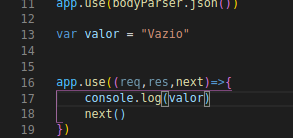 11 app.use(bodyParser.json())
12
13 var valor = "Vazio"
14
15
16 app.use((req,res,next)=>{
17 console.log(valor)
18 next()
19 })